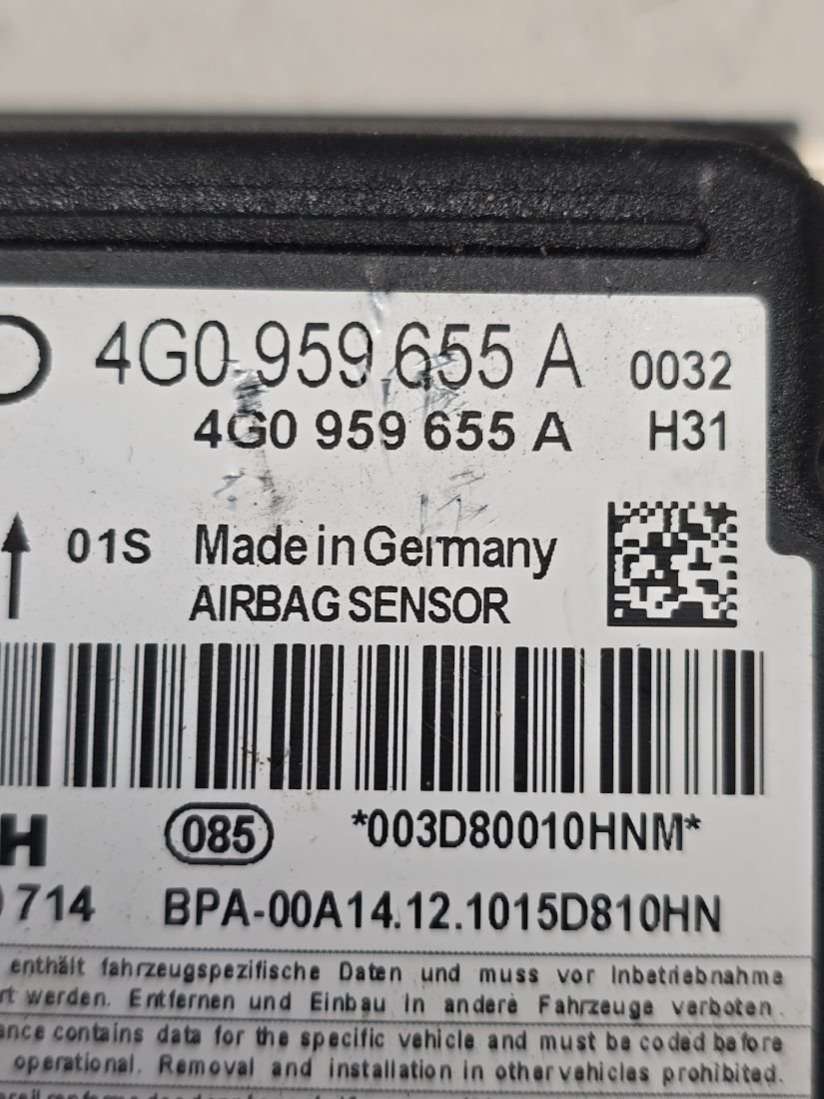 4G0 959 655 A 0032
4G0 959 655 A H31
01S Made in Germany
AIRBAG SENSOR
H 085 *003D80010HNM*
714 BPA-00A14.12.1015D810HN
enthält fahrzeugspezifische Daten und muss vor Inbetriebnahme
werden. Entfernen und Einbau in andere Fahrzeuge verboten.
contains data for the specific vehicle and must be coded before
operational. Removal and installation in other vehicles prohibited.